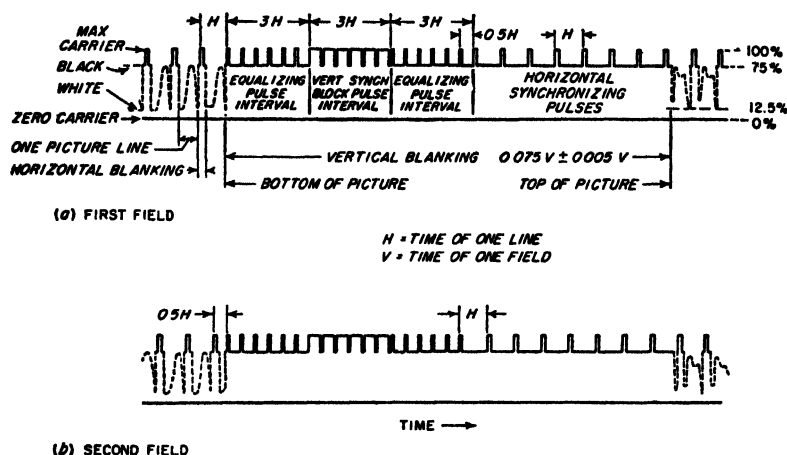 H
3H
3H
3H
0.5H
H
MAX
CARRIER
100%
BLACK
75%
WHITE
EQUALIZING
PULSE
INTERVAL
VERT SYNCH
BLOCK PULSE
INTERVAL
EQUALIZING
PULSE
INTERVAL
HORIZONTAL
SYNCHRONIZING
PULSES
12.5%
ZERO CARRIER
0%
ONE PICTURE LINE
VERTICAL BLANKING 0.075 V ± 0.005 V
HORIZONTAL BLANKING
BOTTOM OF PICTURE
TOP OF PICTURE
(a) FIRST FIELD
H = TIME OF ONE LINE
V = TIME OF ONE FIELD
0.5H
H
TIME
(b) SECOND FIELD